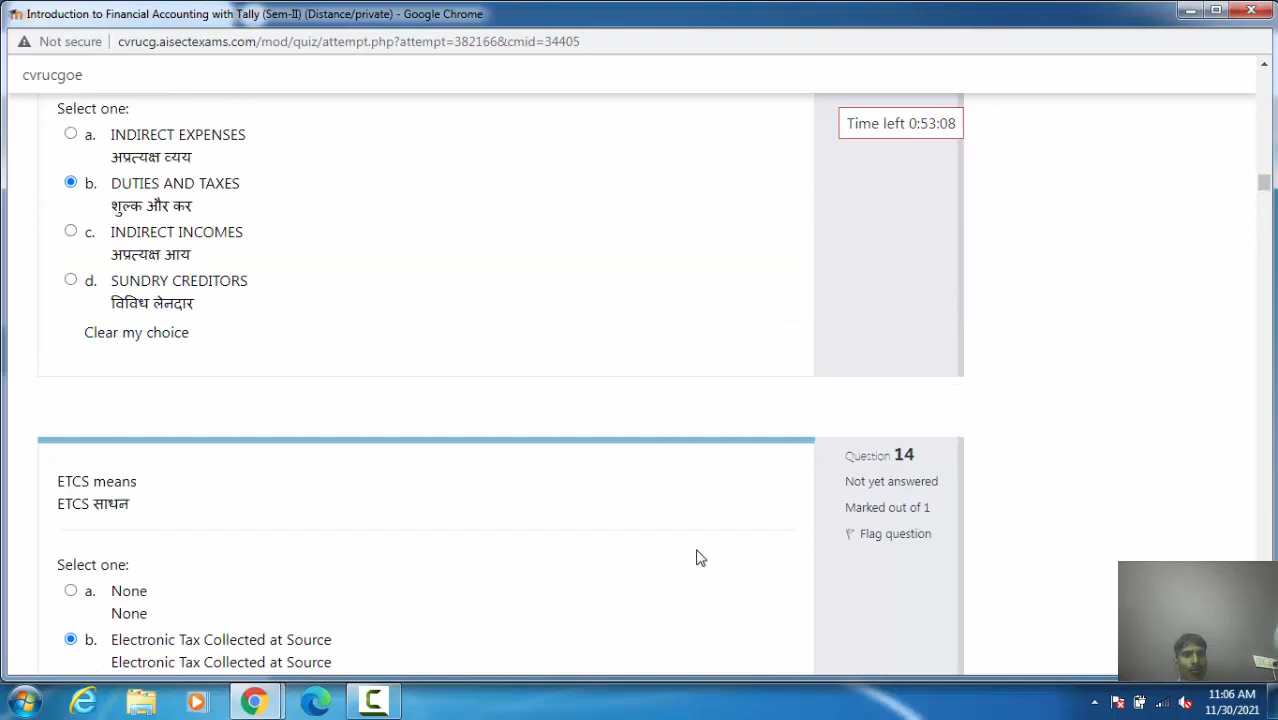 Introduction to Financial Accounting with Tally (Sem-II) (Distance/private) - Google Chrome
Not secure
cvrucg.aisectexams.com/mod/quiz/attempt.php?attempt=382166&cmid=34405
cvrucgoe
Select one:
Time left 0:53:08
a. INDIRECT EXPENSES
अप्रत्यक्ष व्यय
b. DUTIES AND TAXES
शुल्क और कर
c. INDIRECT INCOMES
अप्रत्यक्ष आय
d. SUNDRY CREDITORS
विविध लेनदार
Clear my choice
Question 14
Not yet answered
Marked out of 1
Flag question
ETCS means
ETCS साधन
Select one:
a. None
None
b. Electronic Tax Collected at Source
Electronic Tax Collected at Source
11:06 AM
11/30/2021